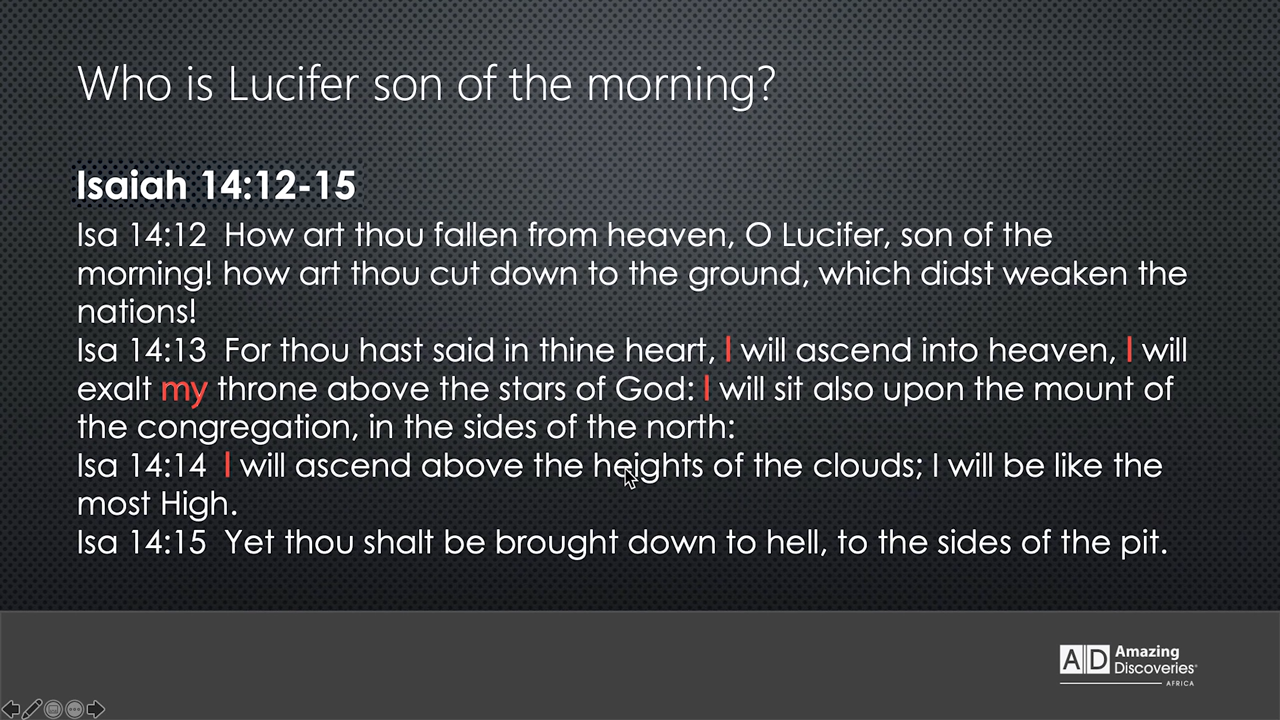 Who is Lucifer son of the morning?
Isaiah 14:12-15
Isa 14:12 How art thou fallen from heaven, O Lucifer, son of the
morning! how art thou cut down to the ground, which didst weaken the
nations!
Isa 14:13 For thou hast said in thine heart, I will ascend into heaven, I will
exalt my throne above the stars of God: I will sit also upon the mount of
the congregation, in the sides of the north:
Isa 14:14 I will ascend above the heights of the clouds; I will be like the
most High.
Isa 14:15 Yet thou shalt be brought down to hell, to the sides of the pit.
AD Amazing
Discoveries
AFRICA